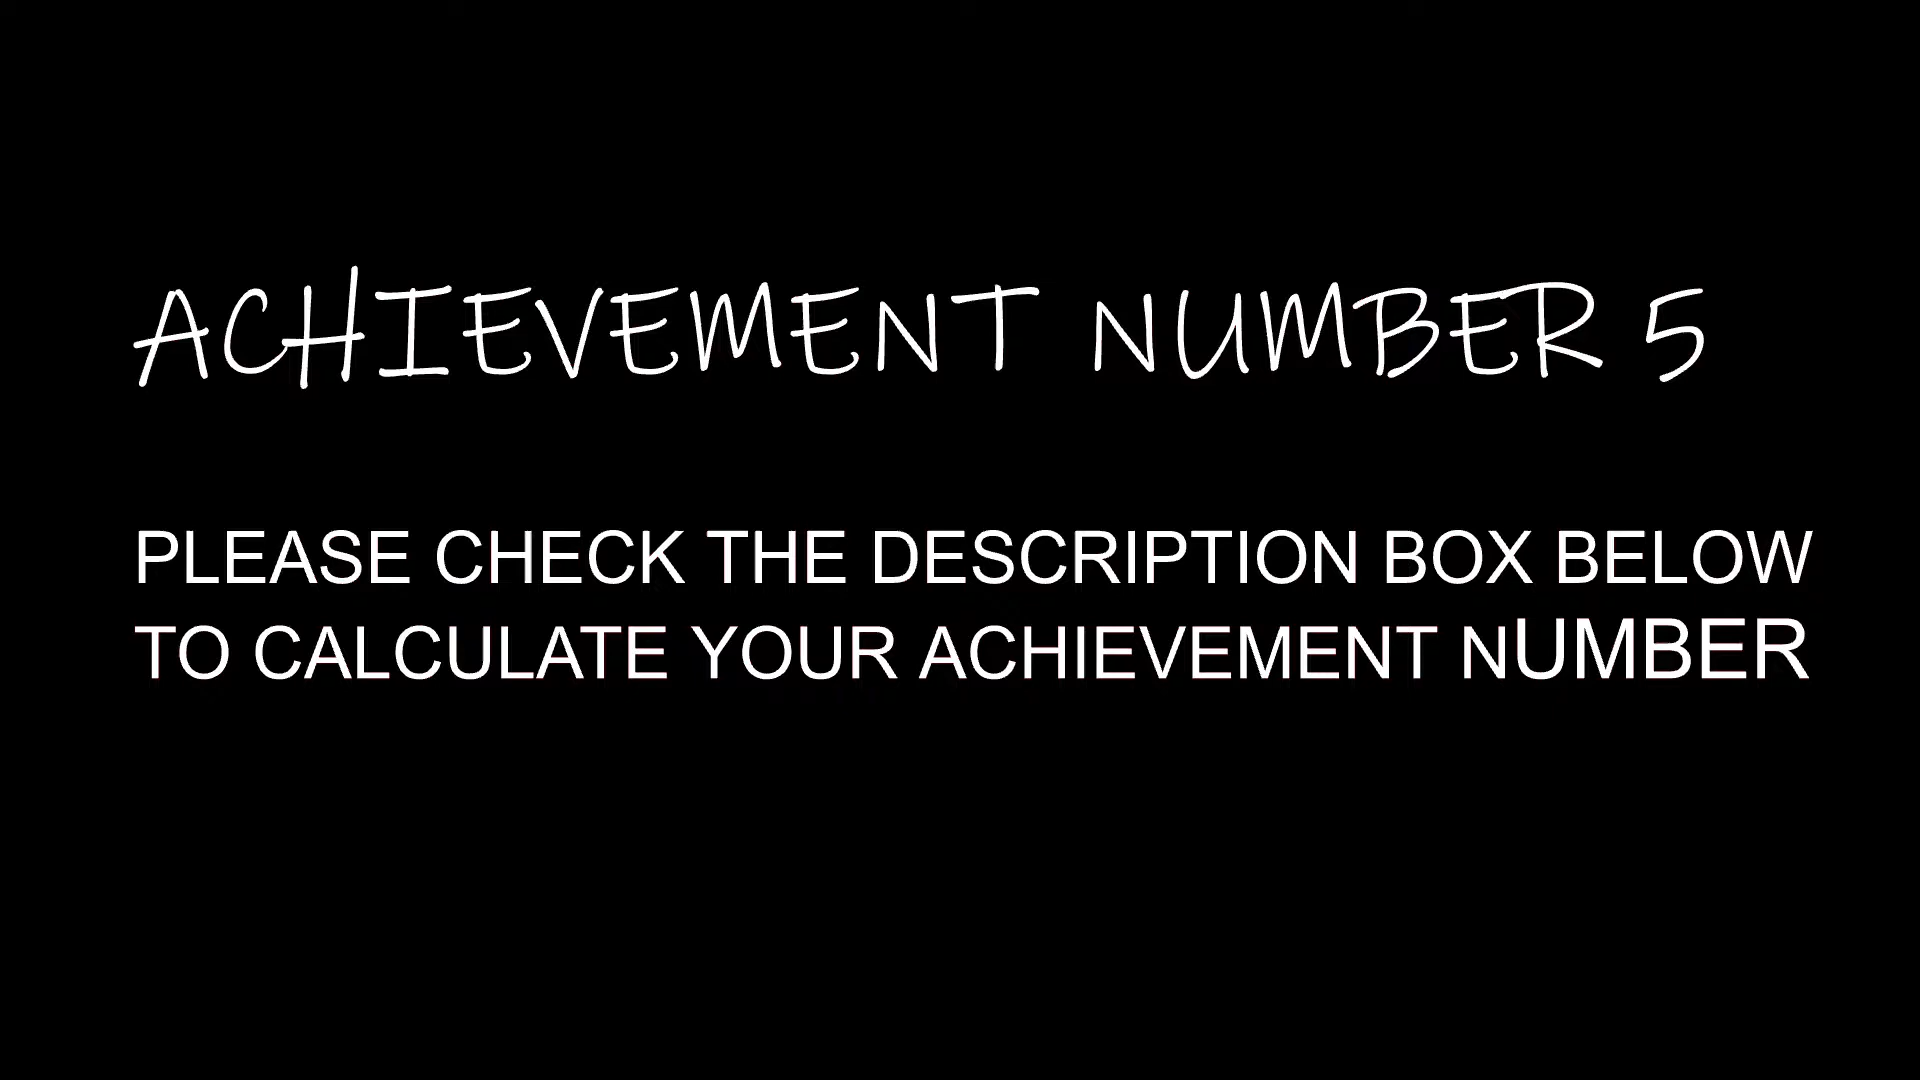 ACHIEVEMENT NUMBER 5
PLEASE CHECK THE DESCRIPTION BOX BELOW
TO CALCULATE YOUR ACHIEVEMENT NUMBER